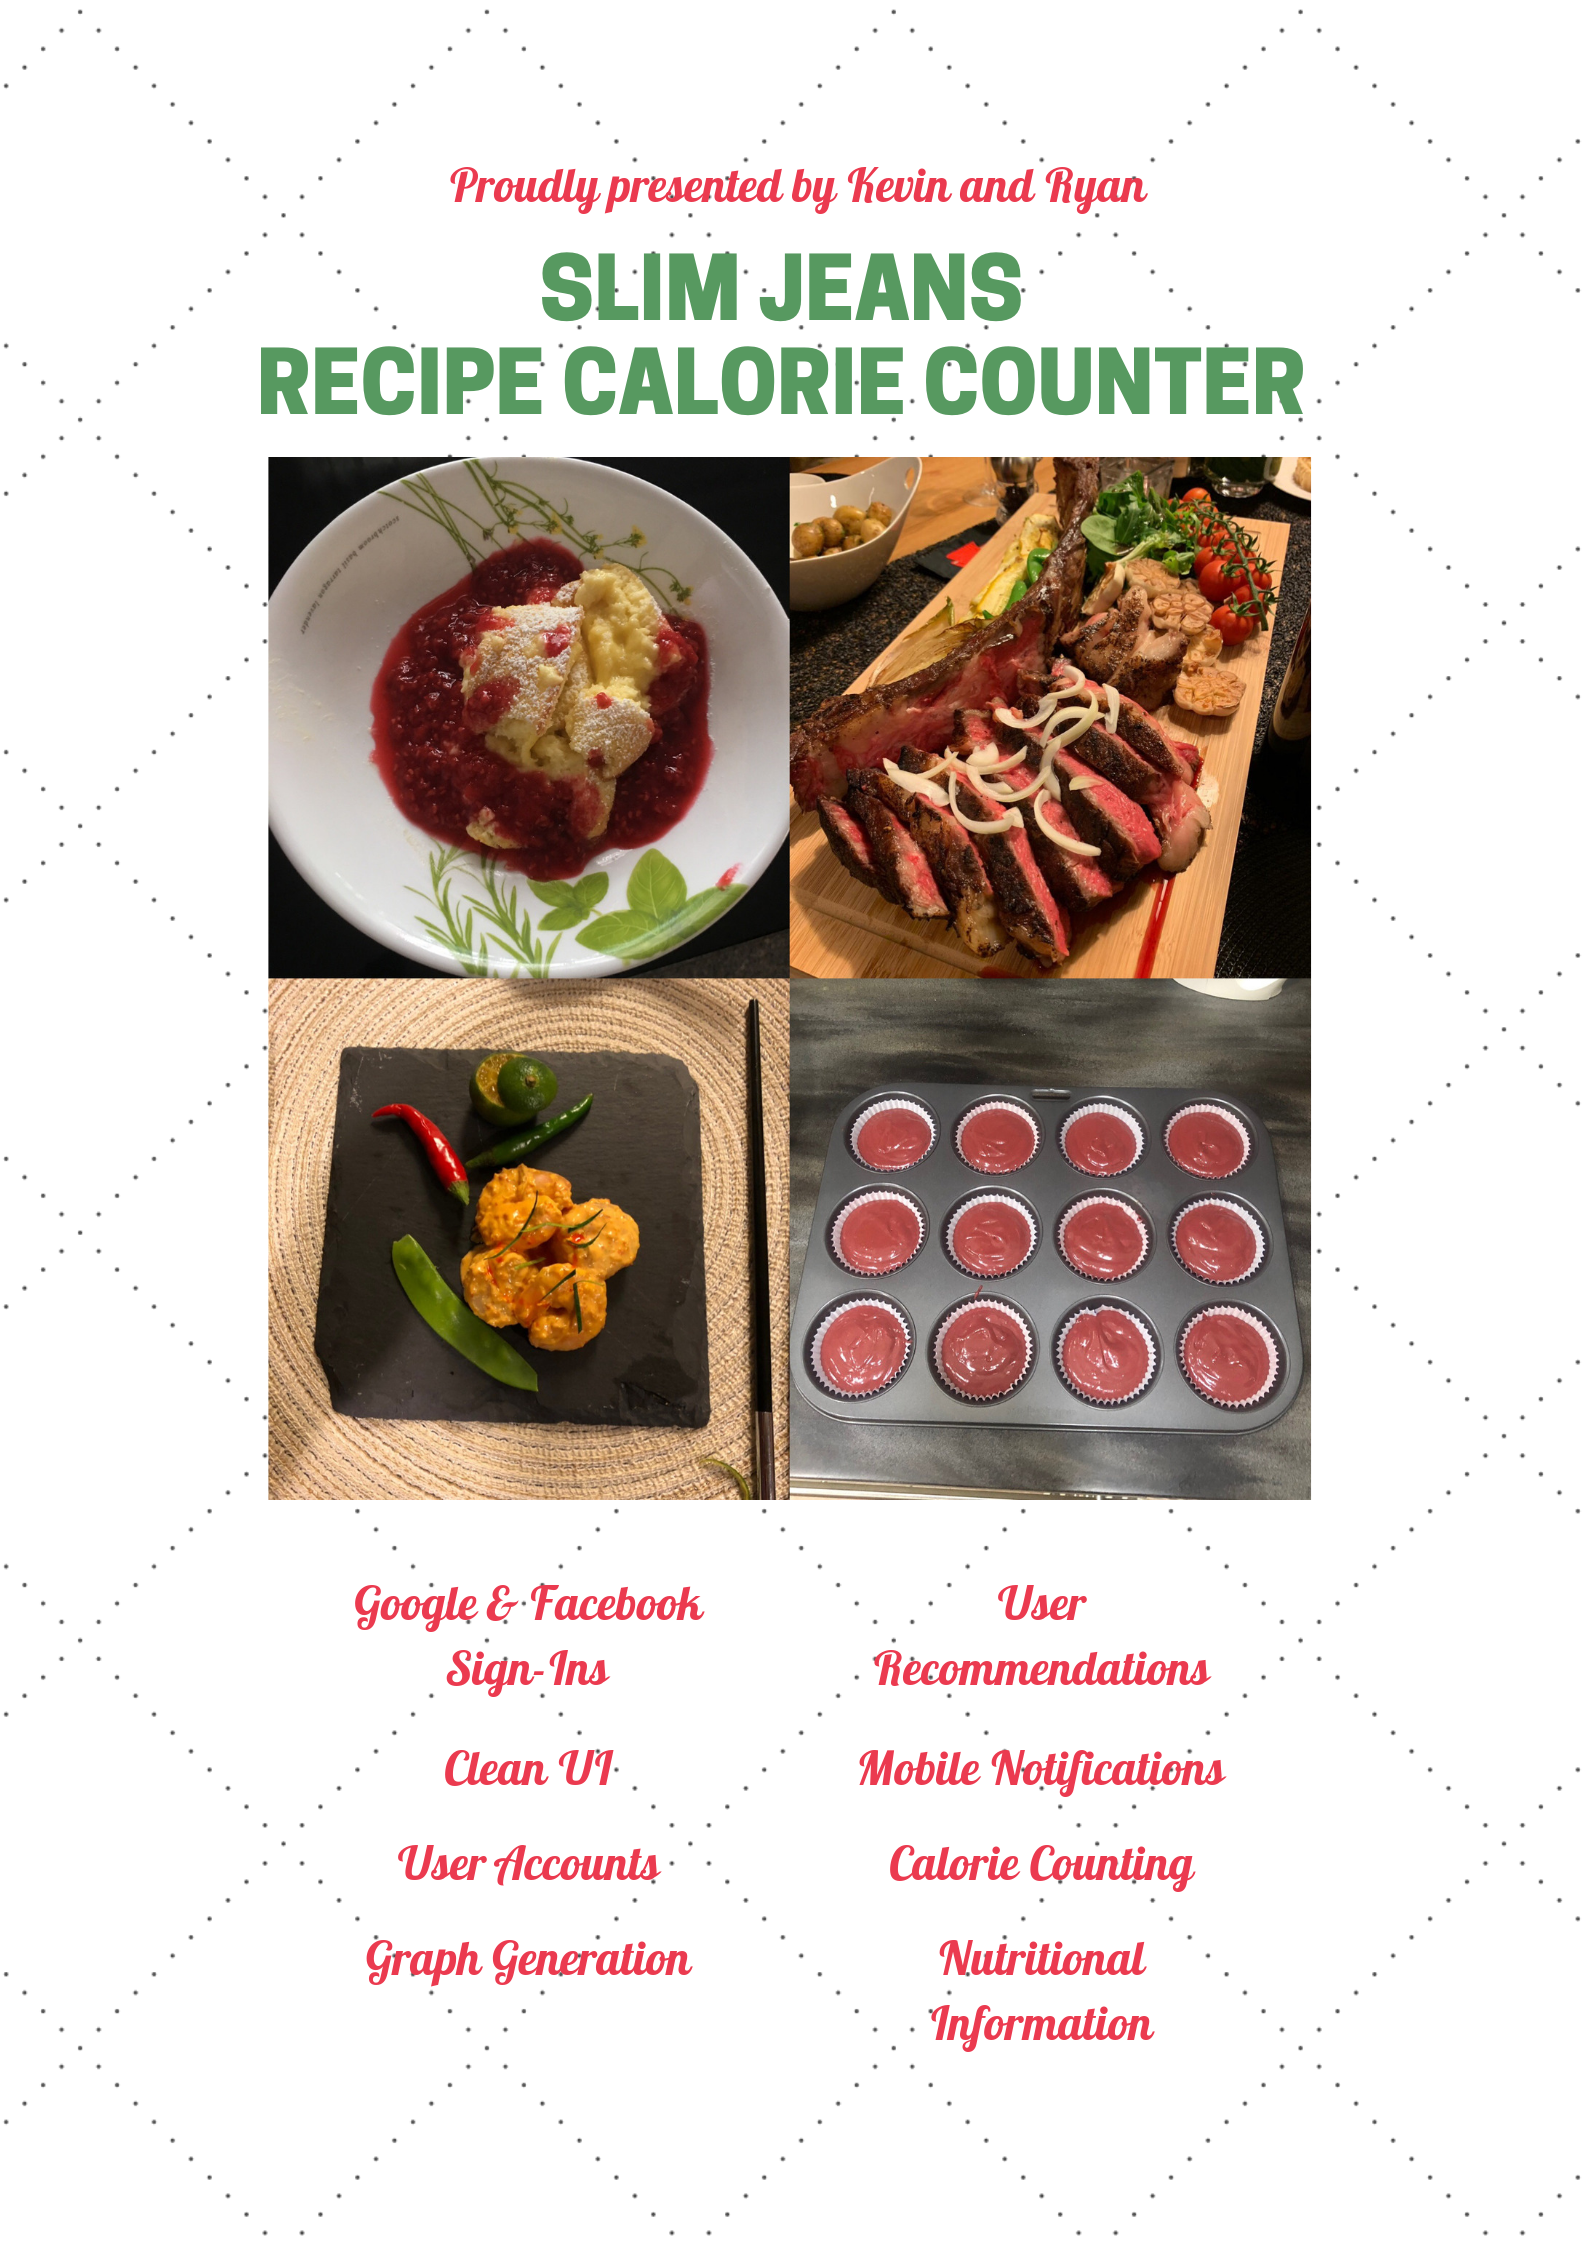 Proudly presented by Kevin and Ryan
SLIM JEANS
RECIPE CALORIE COUNTER
Google & Facebook
Sign-Ins
Clean UI
User Accounts
Graph Generation
User
Recommendations
Mobile Notifications
Calorie Counting
Nutritional
Information